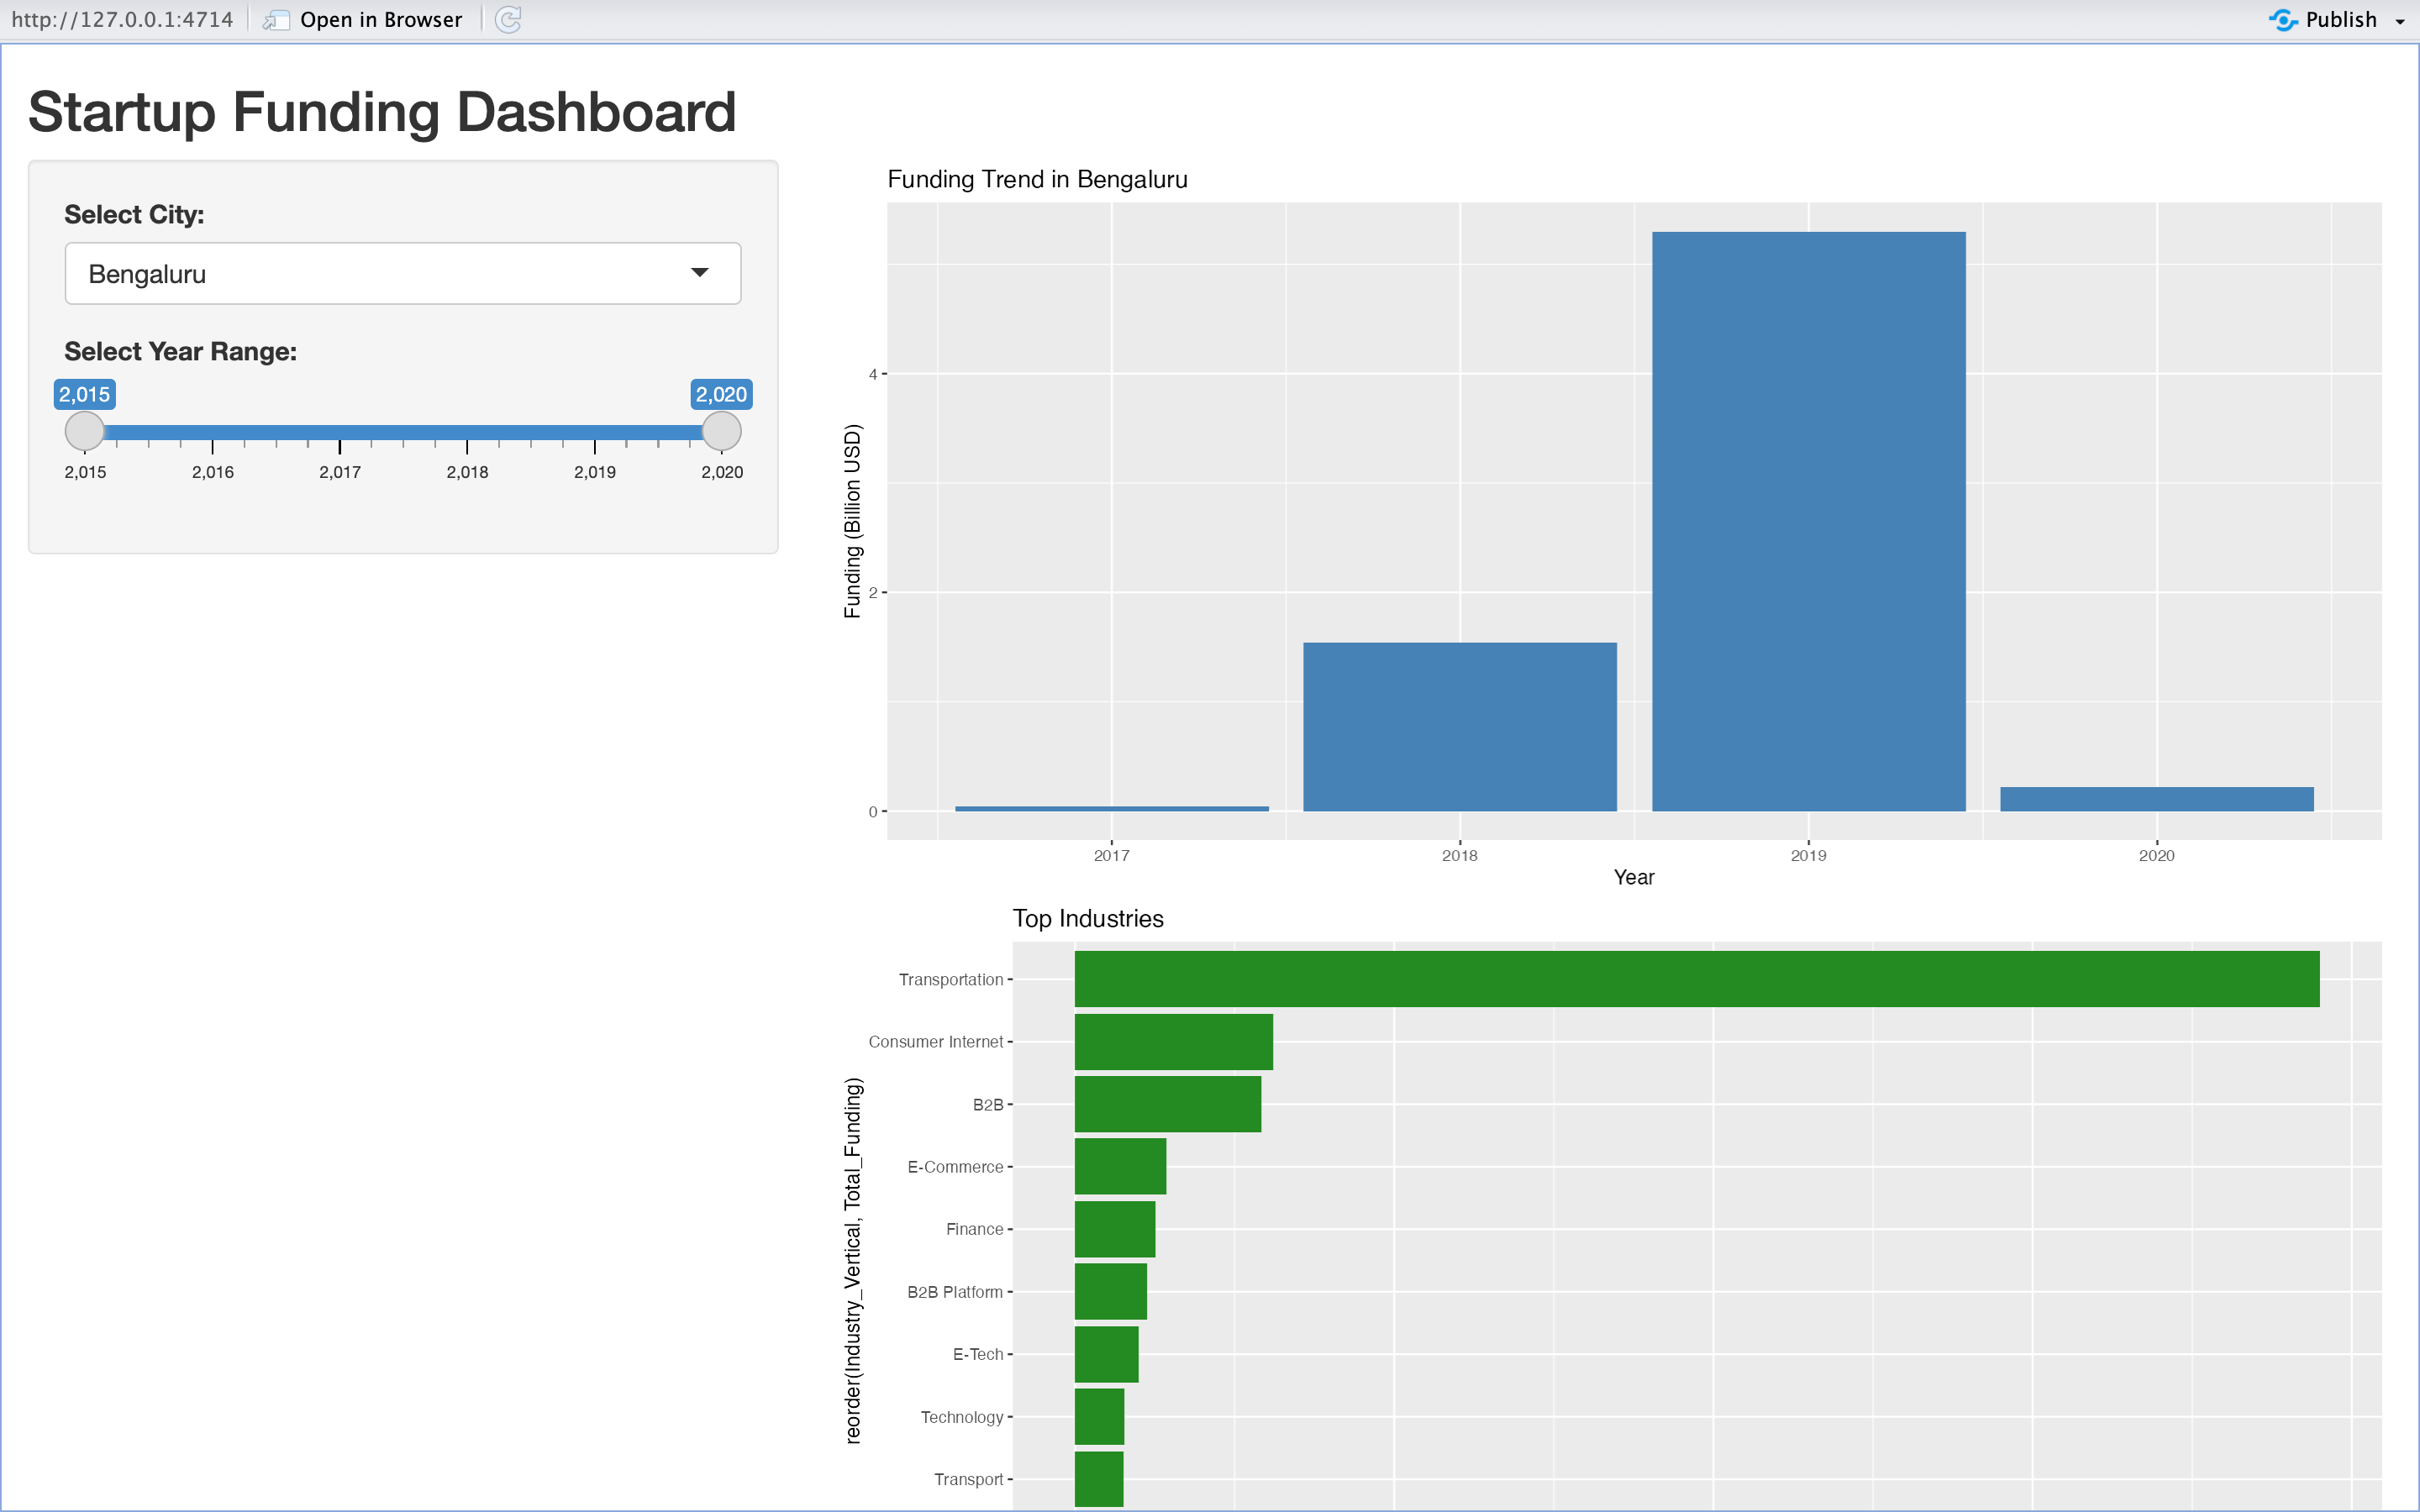 http://127.0.0.1:4714 Open in Browser Publish
Startup Funding Dashboard
Select City:
Bengaluru
Select Year Range:
2,015 2,020
2,015 2,016 2,017 2,018 2,019 2,020
Funding Trend in Bengaluru
Funding (Billion USD)
4
2
0
2017 2018 2019 2020
Year
Top Industries
reorder(Industry_Vertical, Total_Funding)
Transportation
Consumer Internet
B2B
E-Commerce
Finance
B2B Platform
E-Tech
Technology
Transport